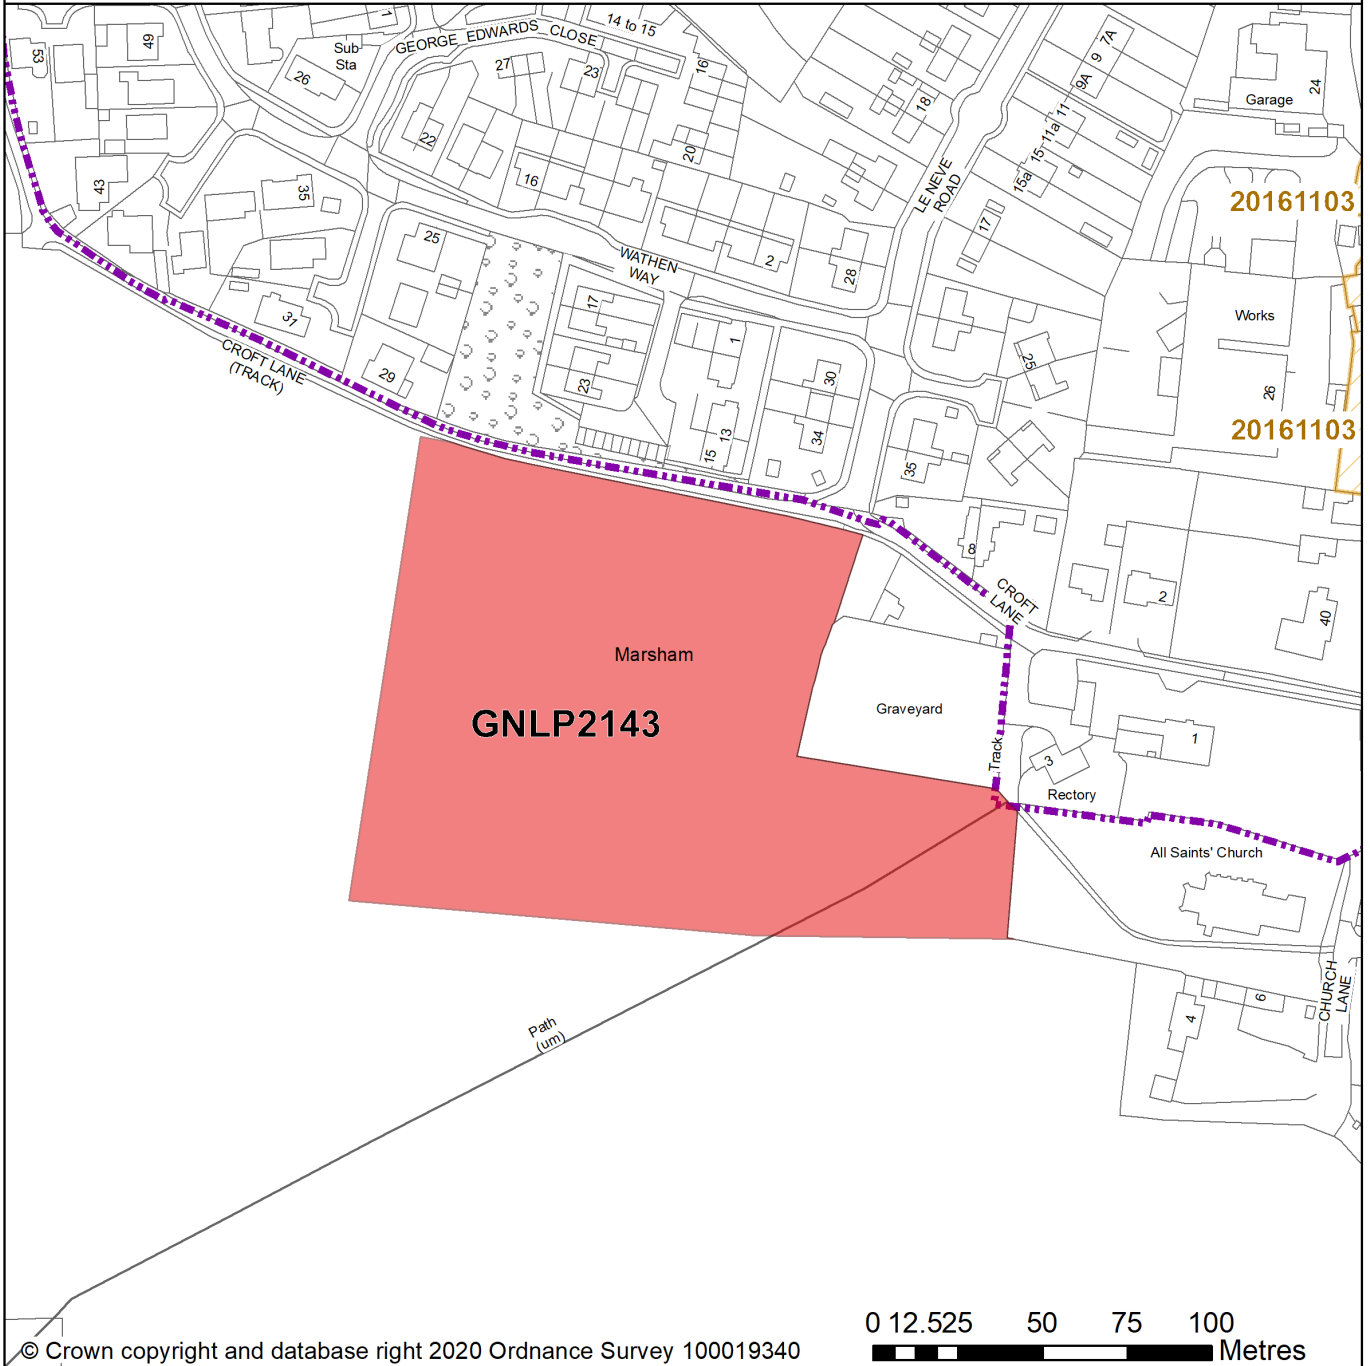 1
14 to 15
53
49
Sub
Sta
GEORGE EDWARDS CLOSE
26
27
23
16
9 7A
9A
24
Garage
18
22
20
11
11a
15
15a
16
43
35
LE NEVE
ROAD
20161103
17
25
WATHEN
WAY
2
28
31
17
1
Works
CROFT LANE
(TRACK)
29
23
30
25
26
20161103
15
13
34
35
8
CROFT
LANE
2
40
Marsham
GNLP2143
Graveyard
Track
1
3
Rectory
All Saints' Church
Path
(um)
CHURCH
LANE
4
6
0 12.525 50 75 100
Metres
© Crown copyright and database right 2020 Ordnance Survey 100019340